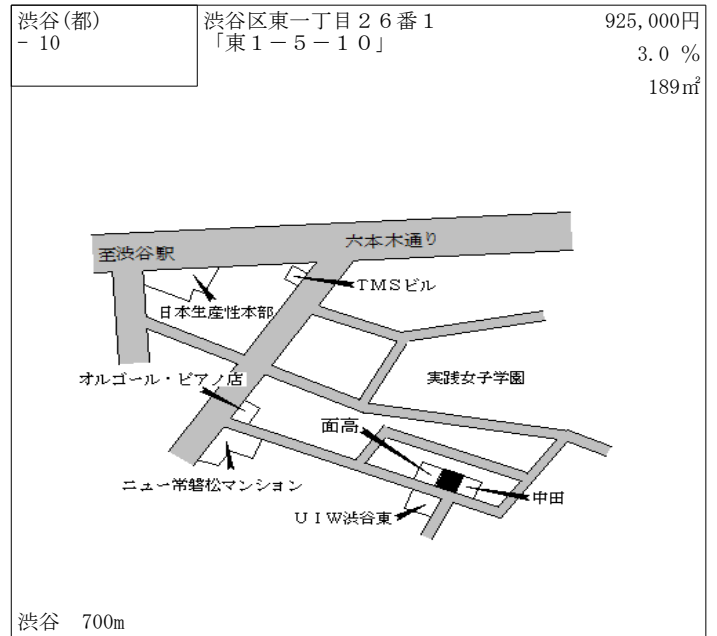 渋谷(都)
- 10
渋谷区東一丁目２６番１
「東１－５－１０」
925,000円
3.0 %
189㎡
至渋谷駅
六本木通り
TMSビル
日本生産性本部
オルゴール・ピアノ店
実践女子学園
面高
ニュー常磐松マンション
中田
ＵＩＷ渋谷東
渋谷　700m